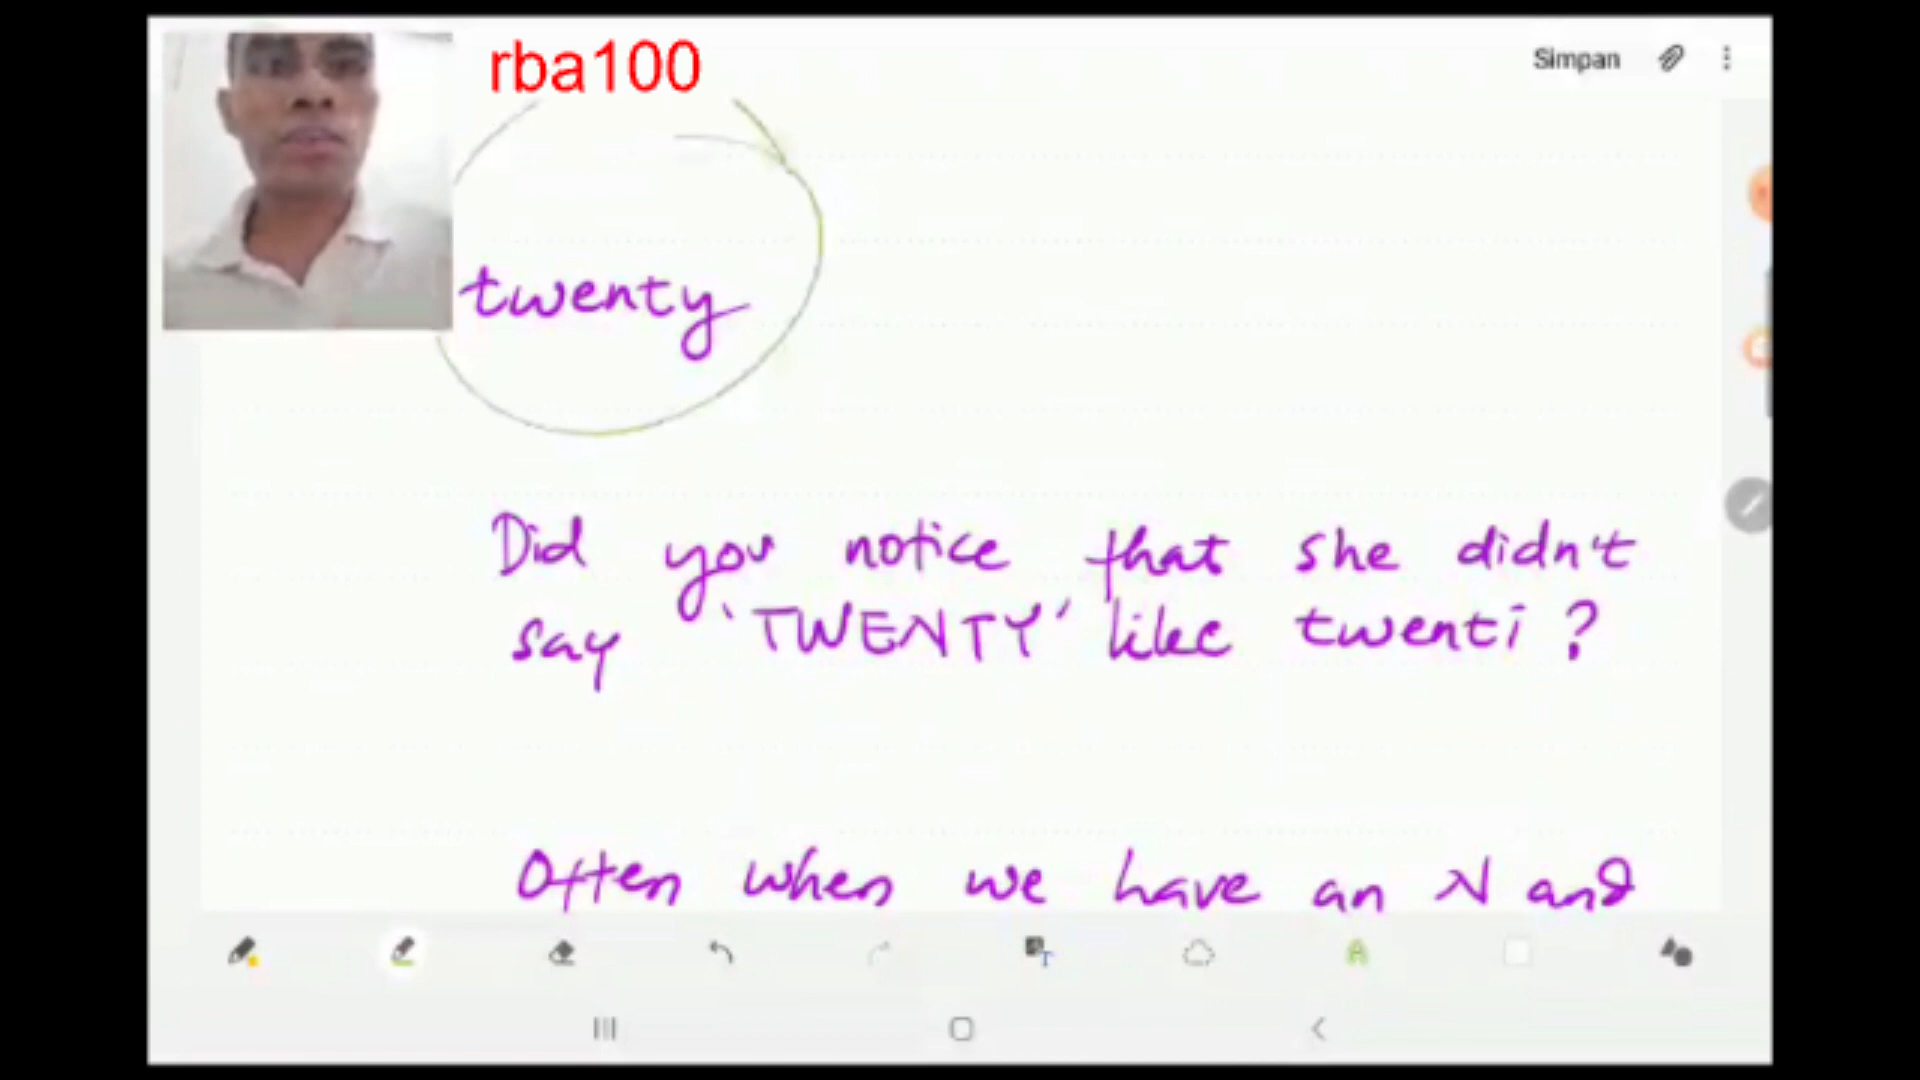 rba100
Simpan
twenty
Did you notice that she didn't
say 'TWENTY' like twenti ?
Often when we have an N and